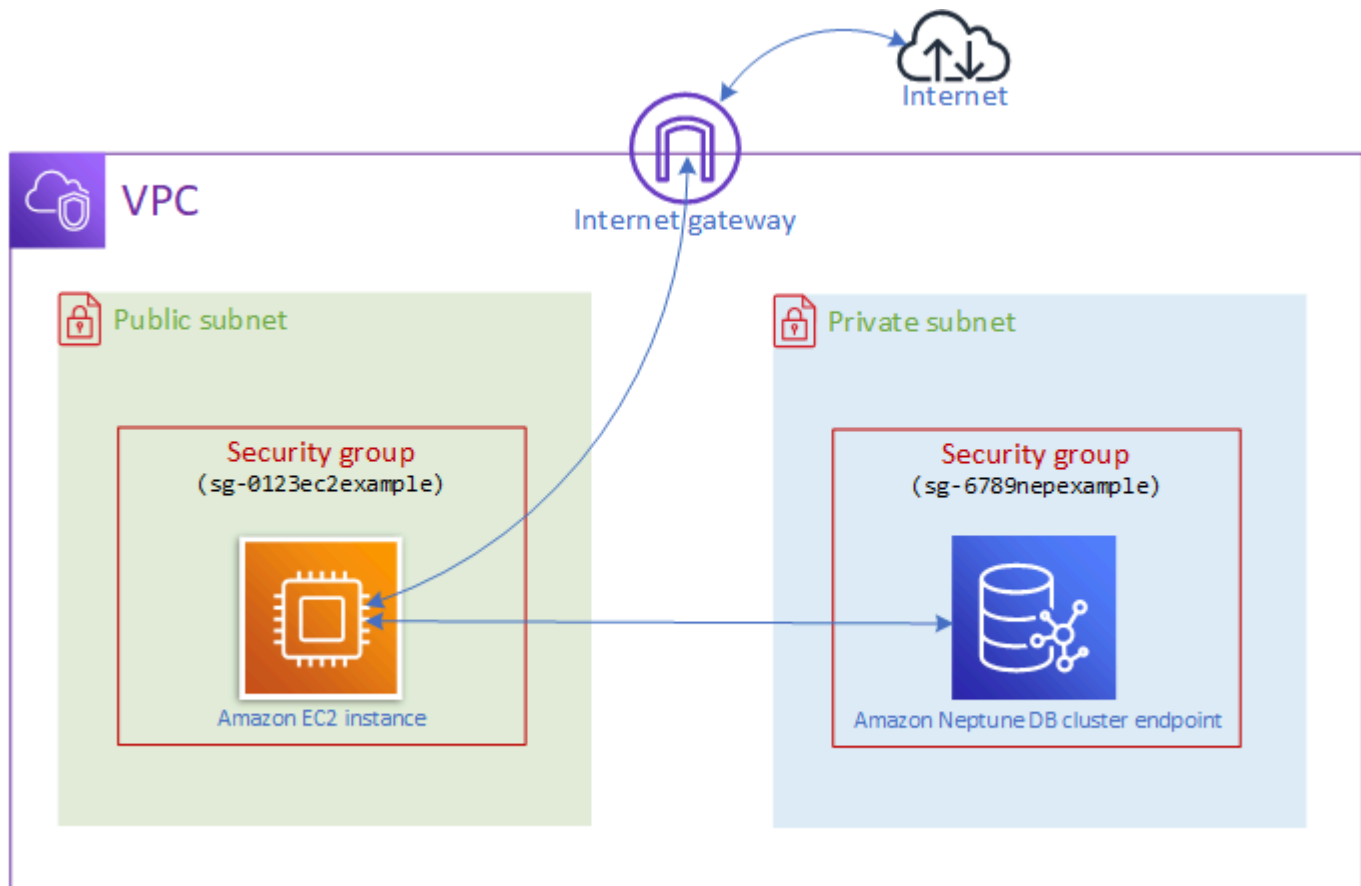 Internet
VPC
Internet gateway
Public subnet
Security group
(sg-0123ec2example)
Amazon EC2 instance
Private subnet
Security group
(sg-6789nepexample)
Amazon Neptune DB cluster endpoint